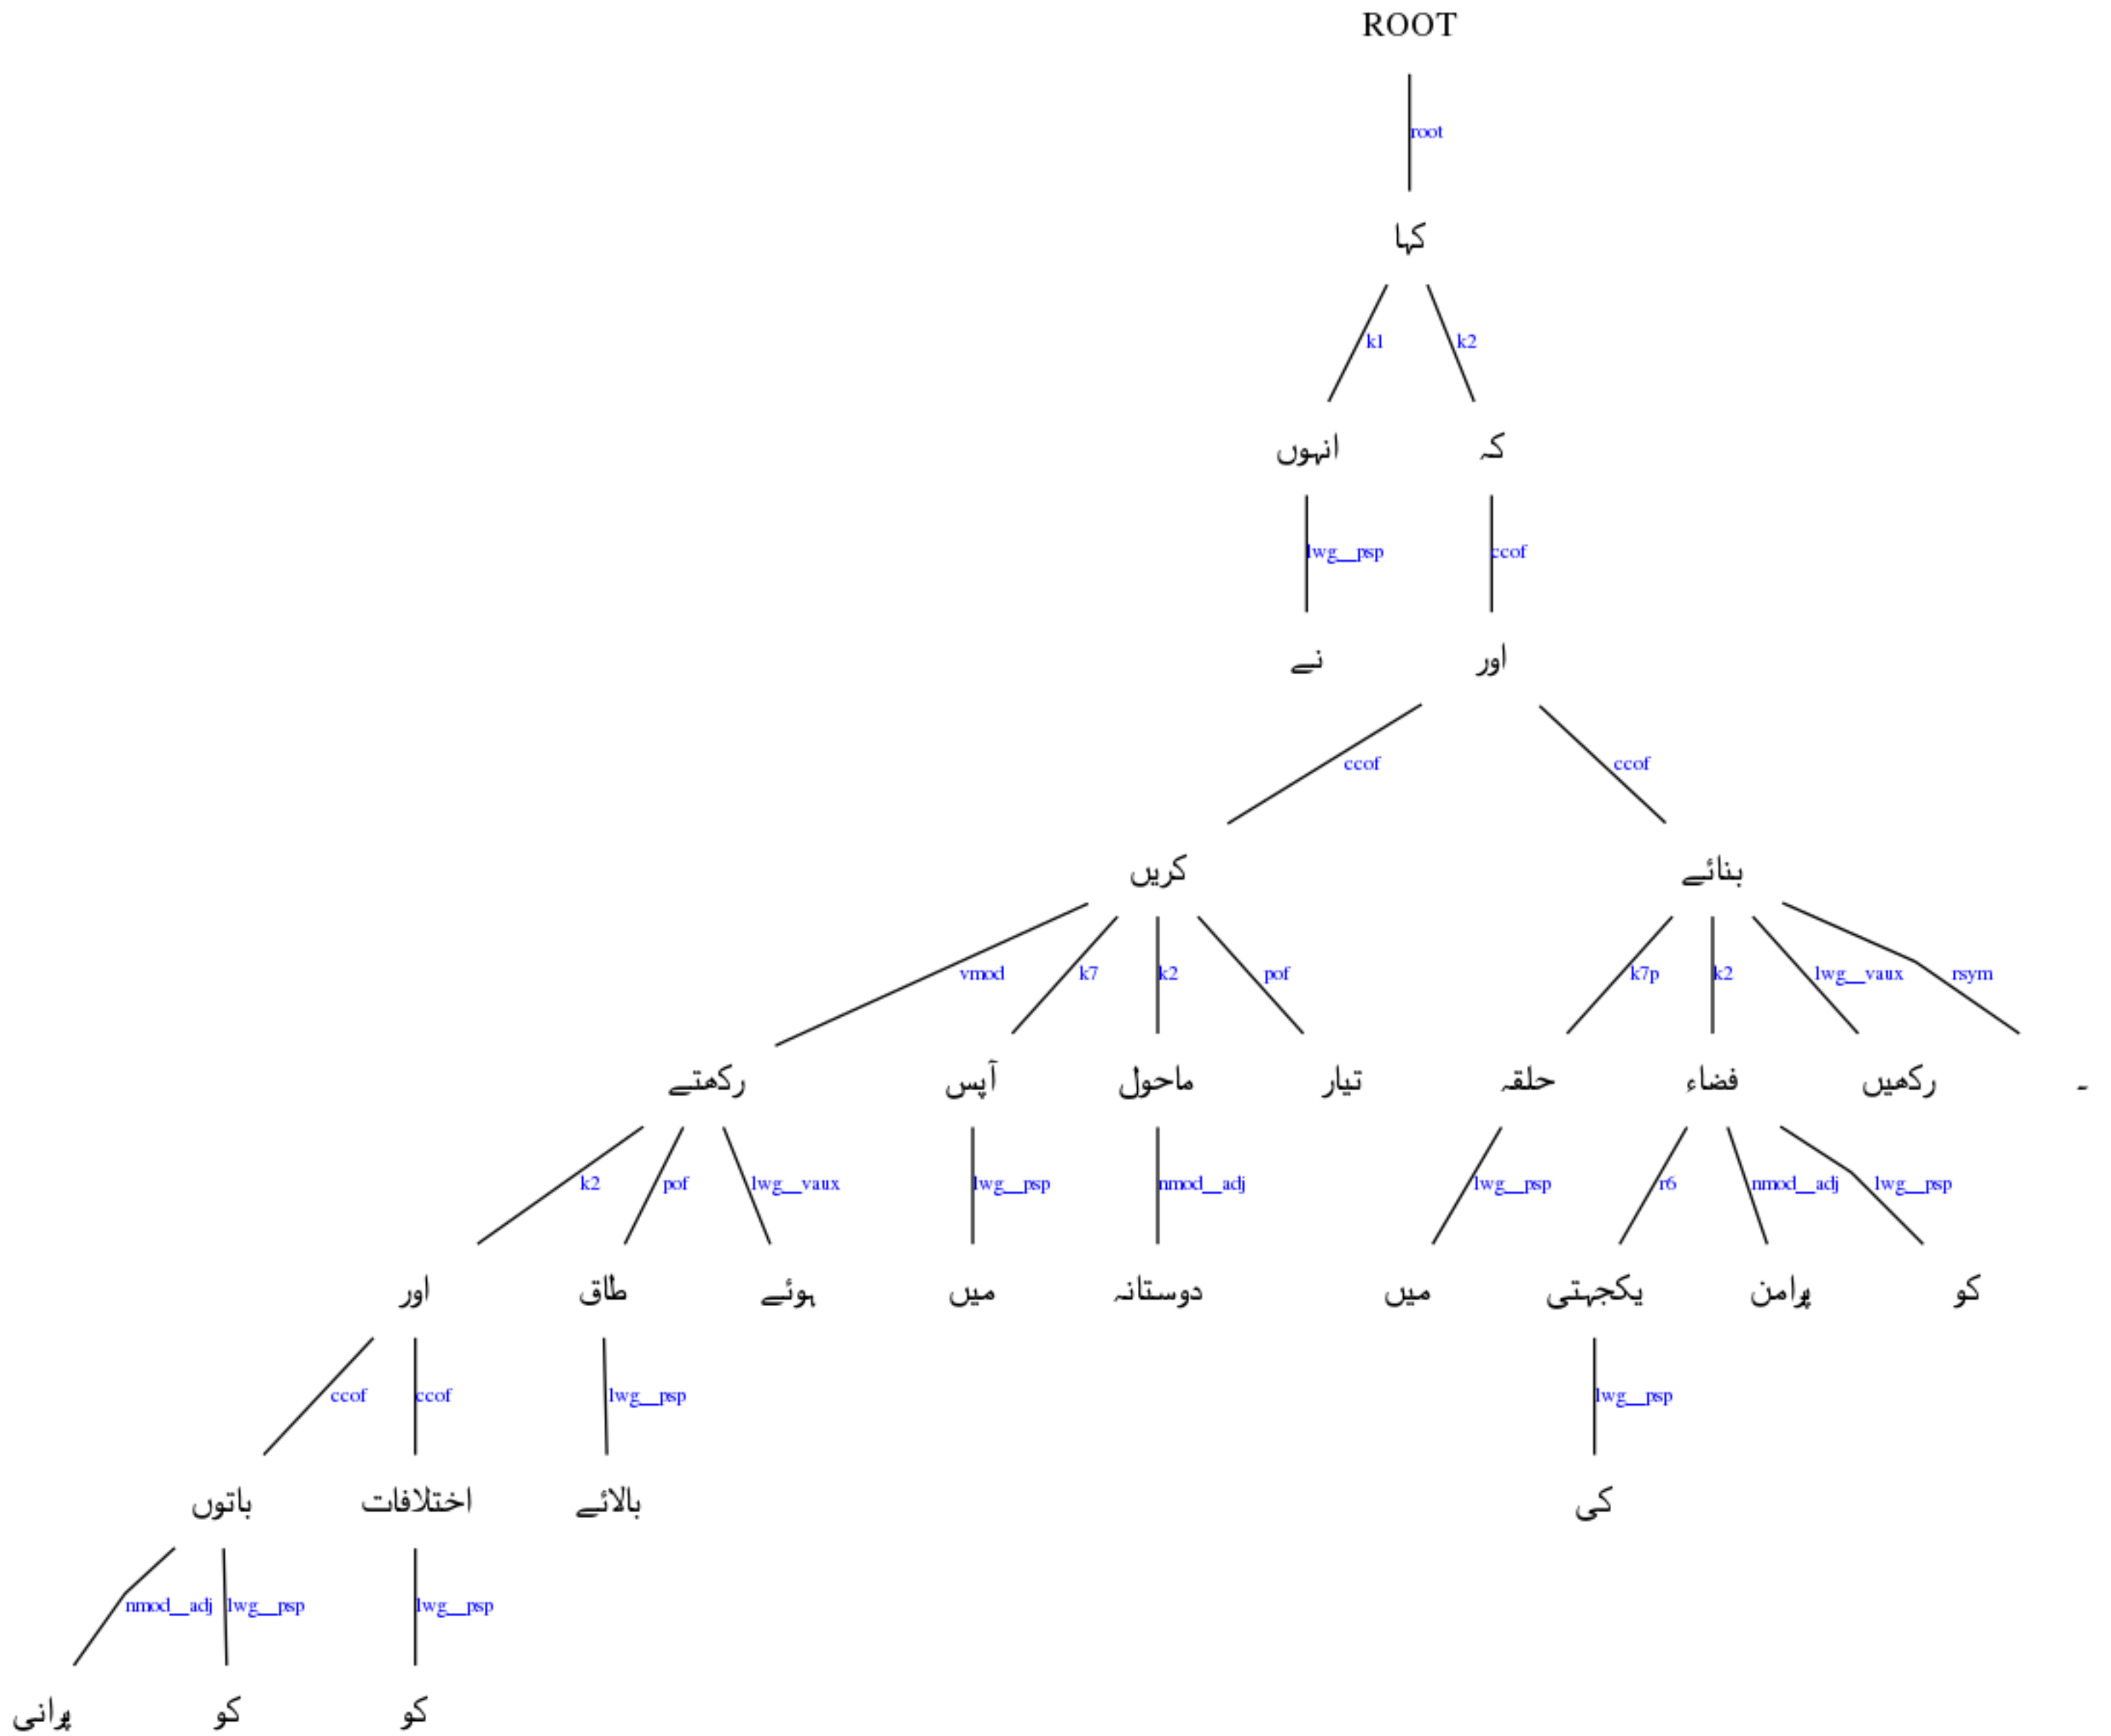 ROOT
root
کہا
k1 k2
انہوں کہ
lwg__psp ccof
نے اور
ccof ccof
کریں بنائے
vmod k7 k2 pof k7p k2 lwg__vaux rsym
رکھتے آپس ماحول تیار حلقہ فضاء رکھیں ۔
k2 pof lwg__vaux lwg__psp nmod__adj lwg__psp r6 nmod__adj lwg__psp
اور طاق ہوئے میں دوستانہ میں یکجہتی پرامن کو
ccof ccof lwg__psp lwg__psp
باتوں اختلافات بالائے کی
nmod__adj lwg__psp lwg__psp
پرانی کو کو